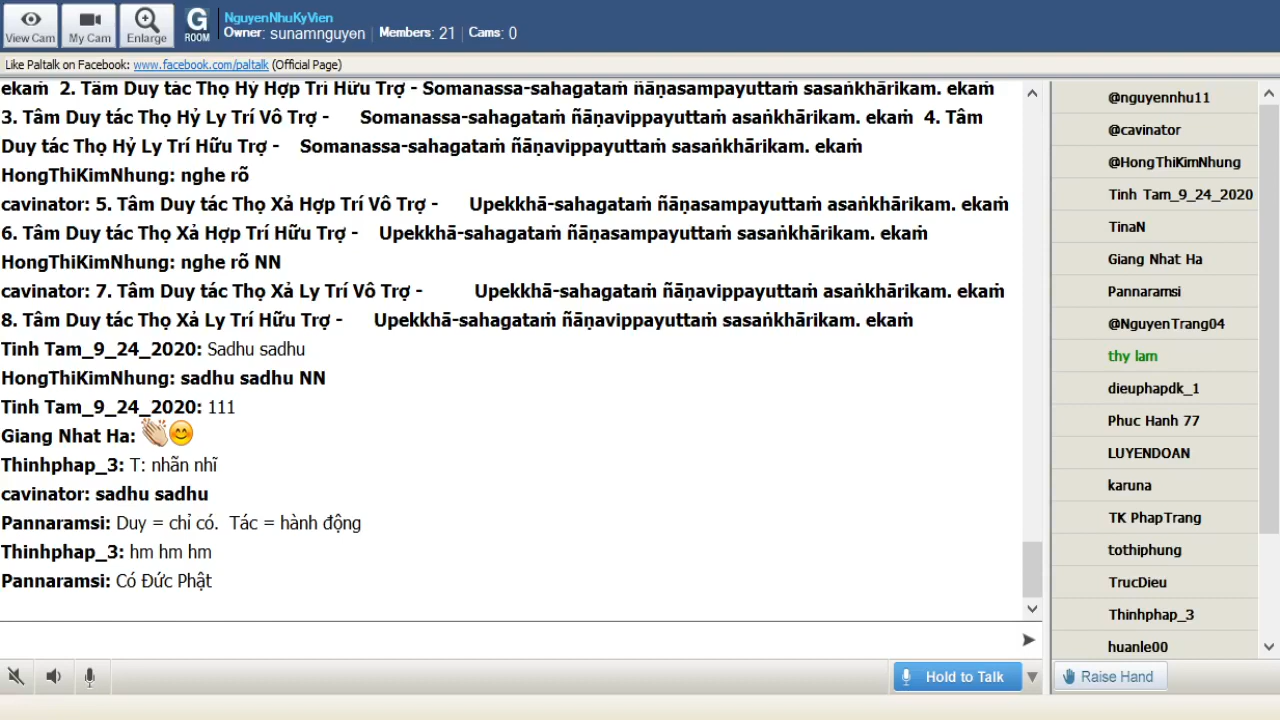 View Cam
My Cam
Enlarge
G
ROOM
NguyenNhuKyVien
Owner: sunamnguyen | Members: 21 | Cams: 0
Like Paltalk on Facebook: www.facebook.com/paltalk (Official Page)
ekaṁ  2. Tâm Duy tác Thọ Hỷ Hợp Trí Hữu Trợ - Somanassa-sahagataṁ ñāṇasampayuttaṁ sasaṅkhārikam. ekaṁ
3. Tâm Duy tác Thọ Hỷ Ly Trí Vô Trợ -     Somanassa-sahagataṁ ñāṇavippayuttaṁ asaṅkhārikam. ekaṁ  4. Tâm
Duy tác Thọ Hỷ Ly Trí Hữu Trợ -    Somanassa-sahagataṁ ñāṇavippayuttaṁ sasaṅkhārikam. ekaṁ
HongThiKimNhung: nghe rõ
cavinator: 5. Tâm Duy tác Thọ Xả Hợp Trí Vô Trợ -     Upekkhā-sahagataṁ ñāṇasampayuttaṁ asaṅkhārikam. ekaṁ
6. Tâm Duy tác Thọ Xả Hợp Trí Hữu Trợ -    Upekkhā-sahagataṁ ñāṇasampayuttaṁ sasaṅkhārikam. ekaṁ
HongThiKimNhung: nghe rõ NN
cavinator: 7. Tâm Duy tác Thọ Xả Ly Trí Vô Trợ -        Upekkhā-sahagataṁ ñāṇavippayuttaṁ asaṅkhārikam. ekaṁ
8. Tâm Duy tác Thọ Xả Ly Trí Hữu Trợ -     Upekkhā-sahagataṁ ñāṇavippayuttaṁ sasaṅkhārikam. ekaṁ
Tinh Tam_9_24_2020: Sadhu sadhu
HongThiKimNhung: sadhu sadhu NN
Tinh Tam_9_24_2020: 111
Giang Nhat Ha: 👏😊
Thinhphap_3: T: nhãn nhĩ
cavinator: sadhu sadhu
Pannaramsi: Duy = chỉ có.  Tác = hành động
Thinhphap_3: hm hm hm
Pannaramsi: Có Đức Phật
Hold to Talk
@nguyennhu11
@cavinator
@HongThiKimNhung
Tinh Tam_9_24_2020
TinaN
Giang Nhat Ha
Pannaramsi
@NguyenTrang04
thy lam
dieuphapdk_1
Phuc Hanh 77
LUYENDOAN
karuna
TK PhapTrang
tothiphung
TrucDieu
Thinhphap_3
huanle00
Raise Hand